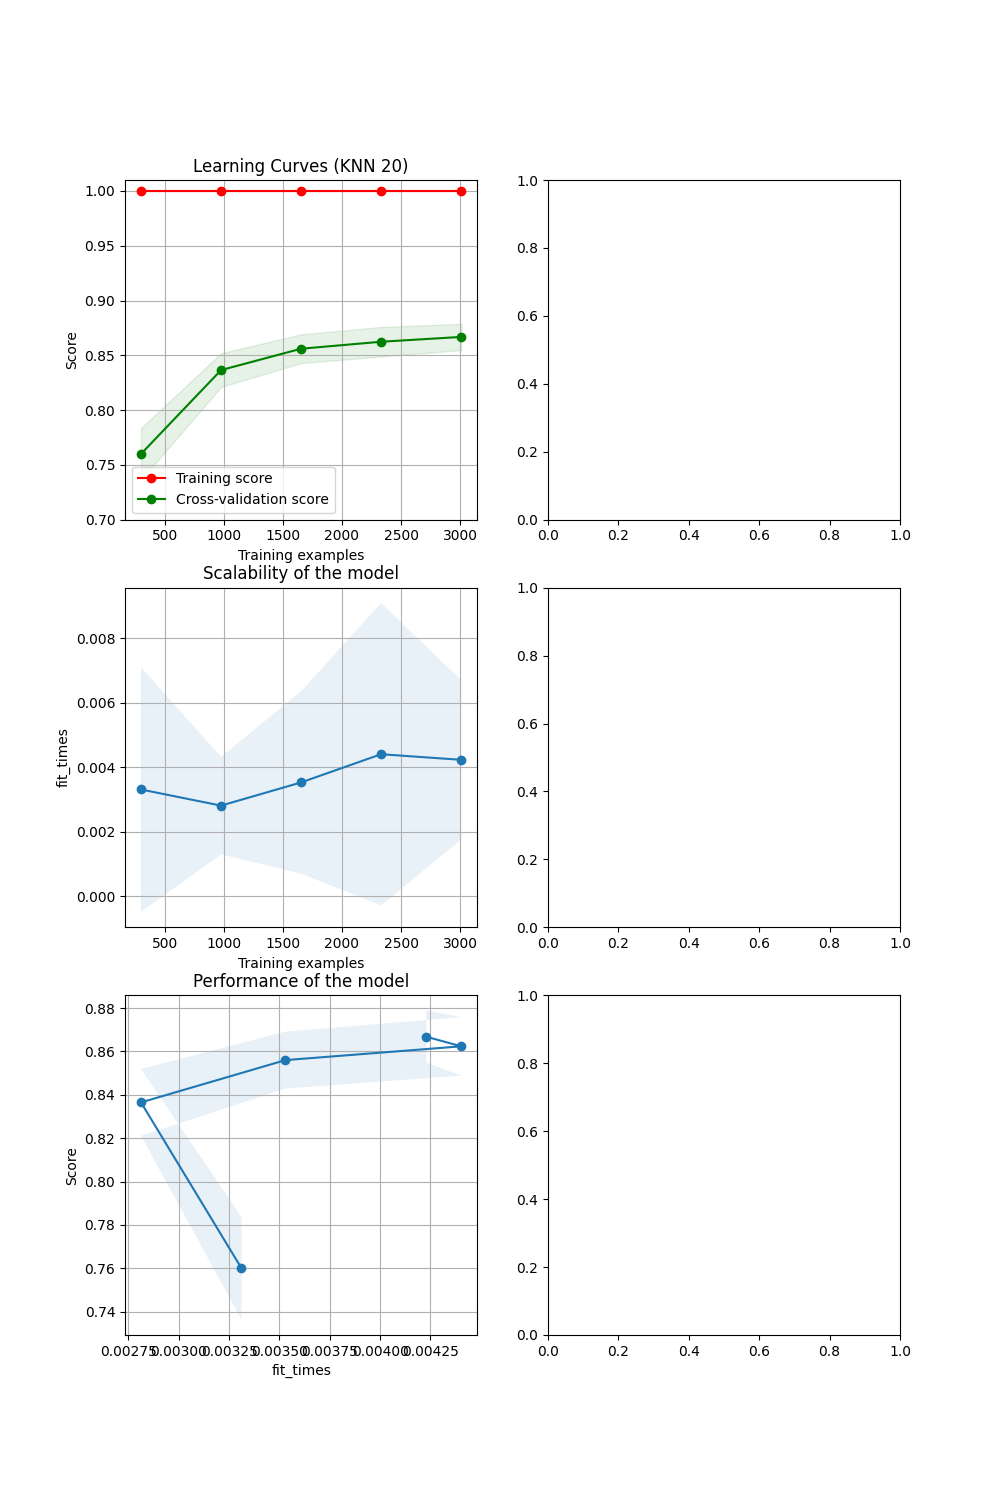 Learning Curves (KNN 20)
1.00
0.95
0.90
0.85
0.80
0.75
0.70
Score
Training score
Cross-validation score
500 1000 1500 2000 2500 3000
Training examples
1.0
0.8
0.6
0.4
0.2
0.0
0.0 0.2 0.4 0.6 0.8 1.0
Scalability of the model
0.008
0.006
0.004
0.002
0.000
fit_times
500 1000 1500 2000 2500 3000
Training examples
1.0
0.8
0.6
0.4
0.2
0.0
0.0 0.2 0.4 0.6 0.8 1.0
Performance of the model
0.88
0.86
0.84
0.82
0.80
0.78
0.76
0.74
Score
0.00275 0.00300 0.00325 0.00350 0.00375 0.00400 0.00425
fit_times
1.0
0.8
0.6
0.4
0.2
0.0
0.0 0.2 0.4 0.6 0.8 1.0